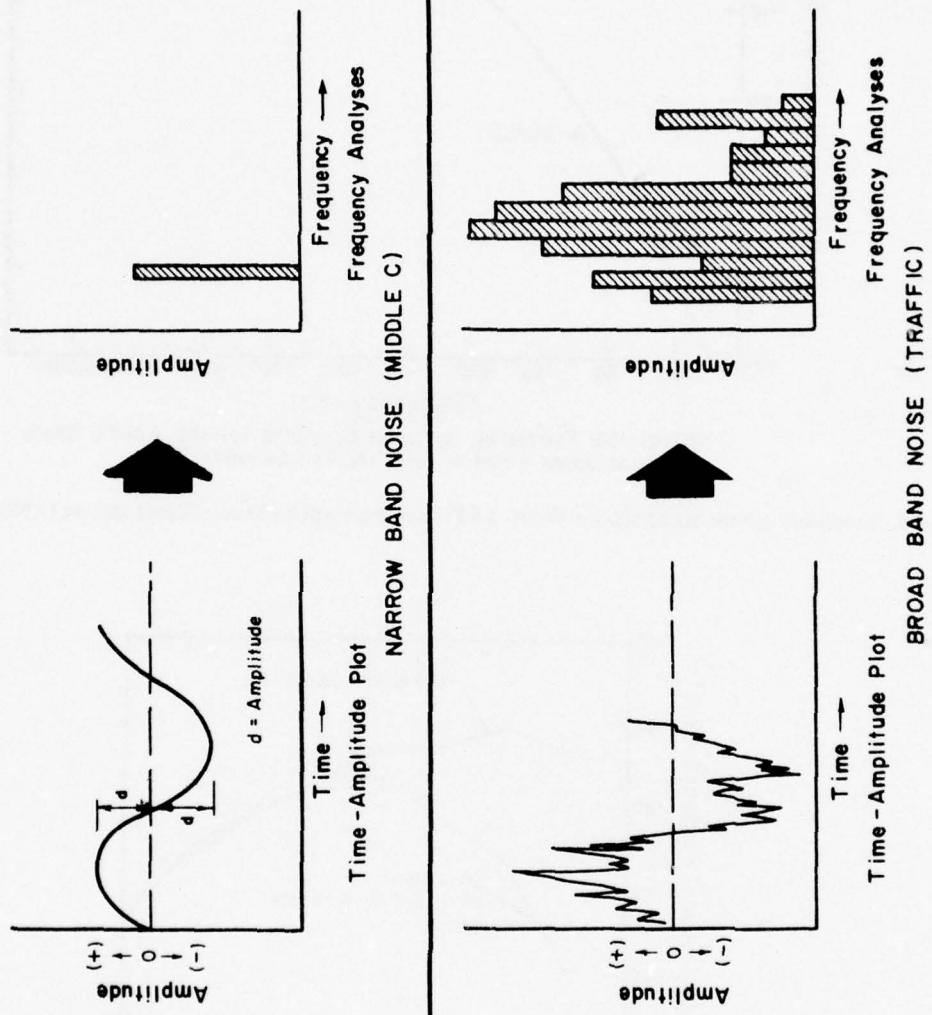 Amplitude
(+)
0
(-)
d
d
d = Amplitude
Time
Time - Amplitude Plot
Amplitude
Frequency
Frequency Analyses
NARROW BAND NOISE (MIDDLE C)
Amplitude
(+)
0
(-)
Time
Time - Amplitude Plot
Amplitude
Frequency
Frequency Analyses
BROAD BAND NOISE (TRAFFIC)